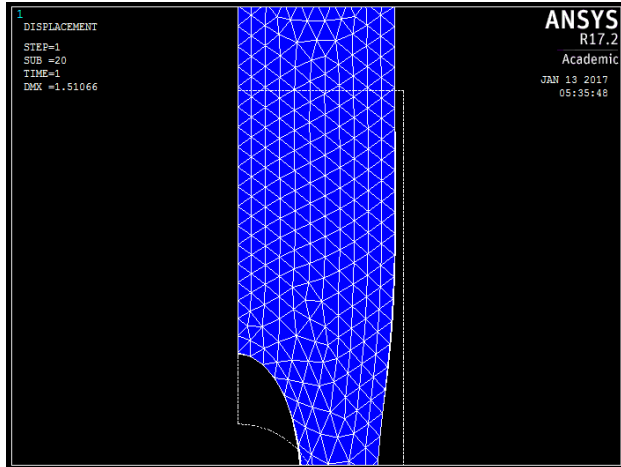 1
DISPLACEMENT
STEP=1
SUB =20
TIME=1
DMX =1.51066
ANSYS
R17.2
Academic
JAN 13 2017
05:35:48